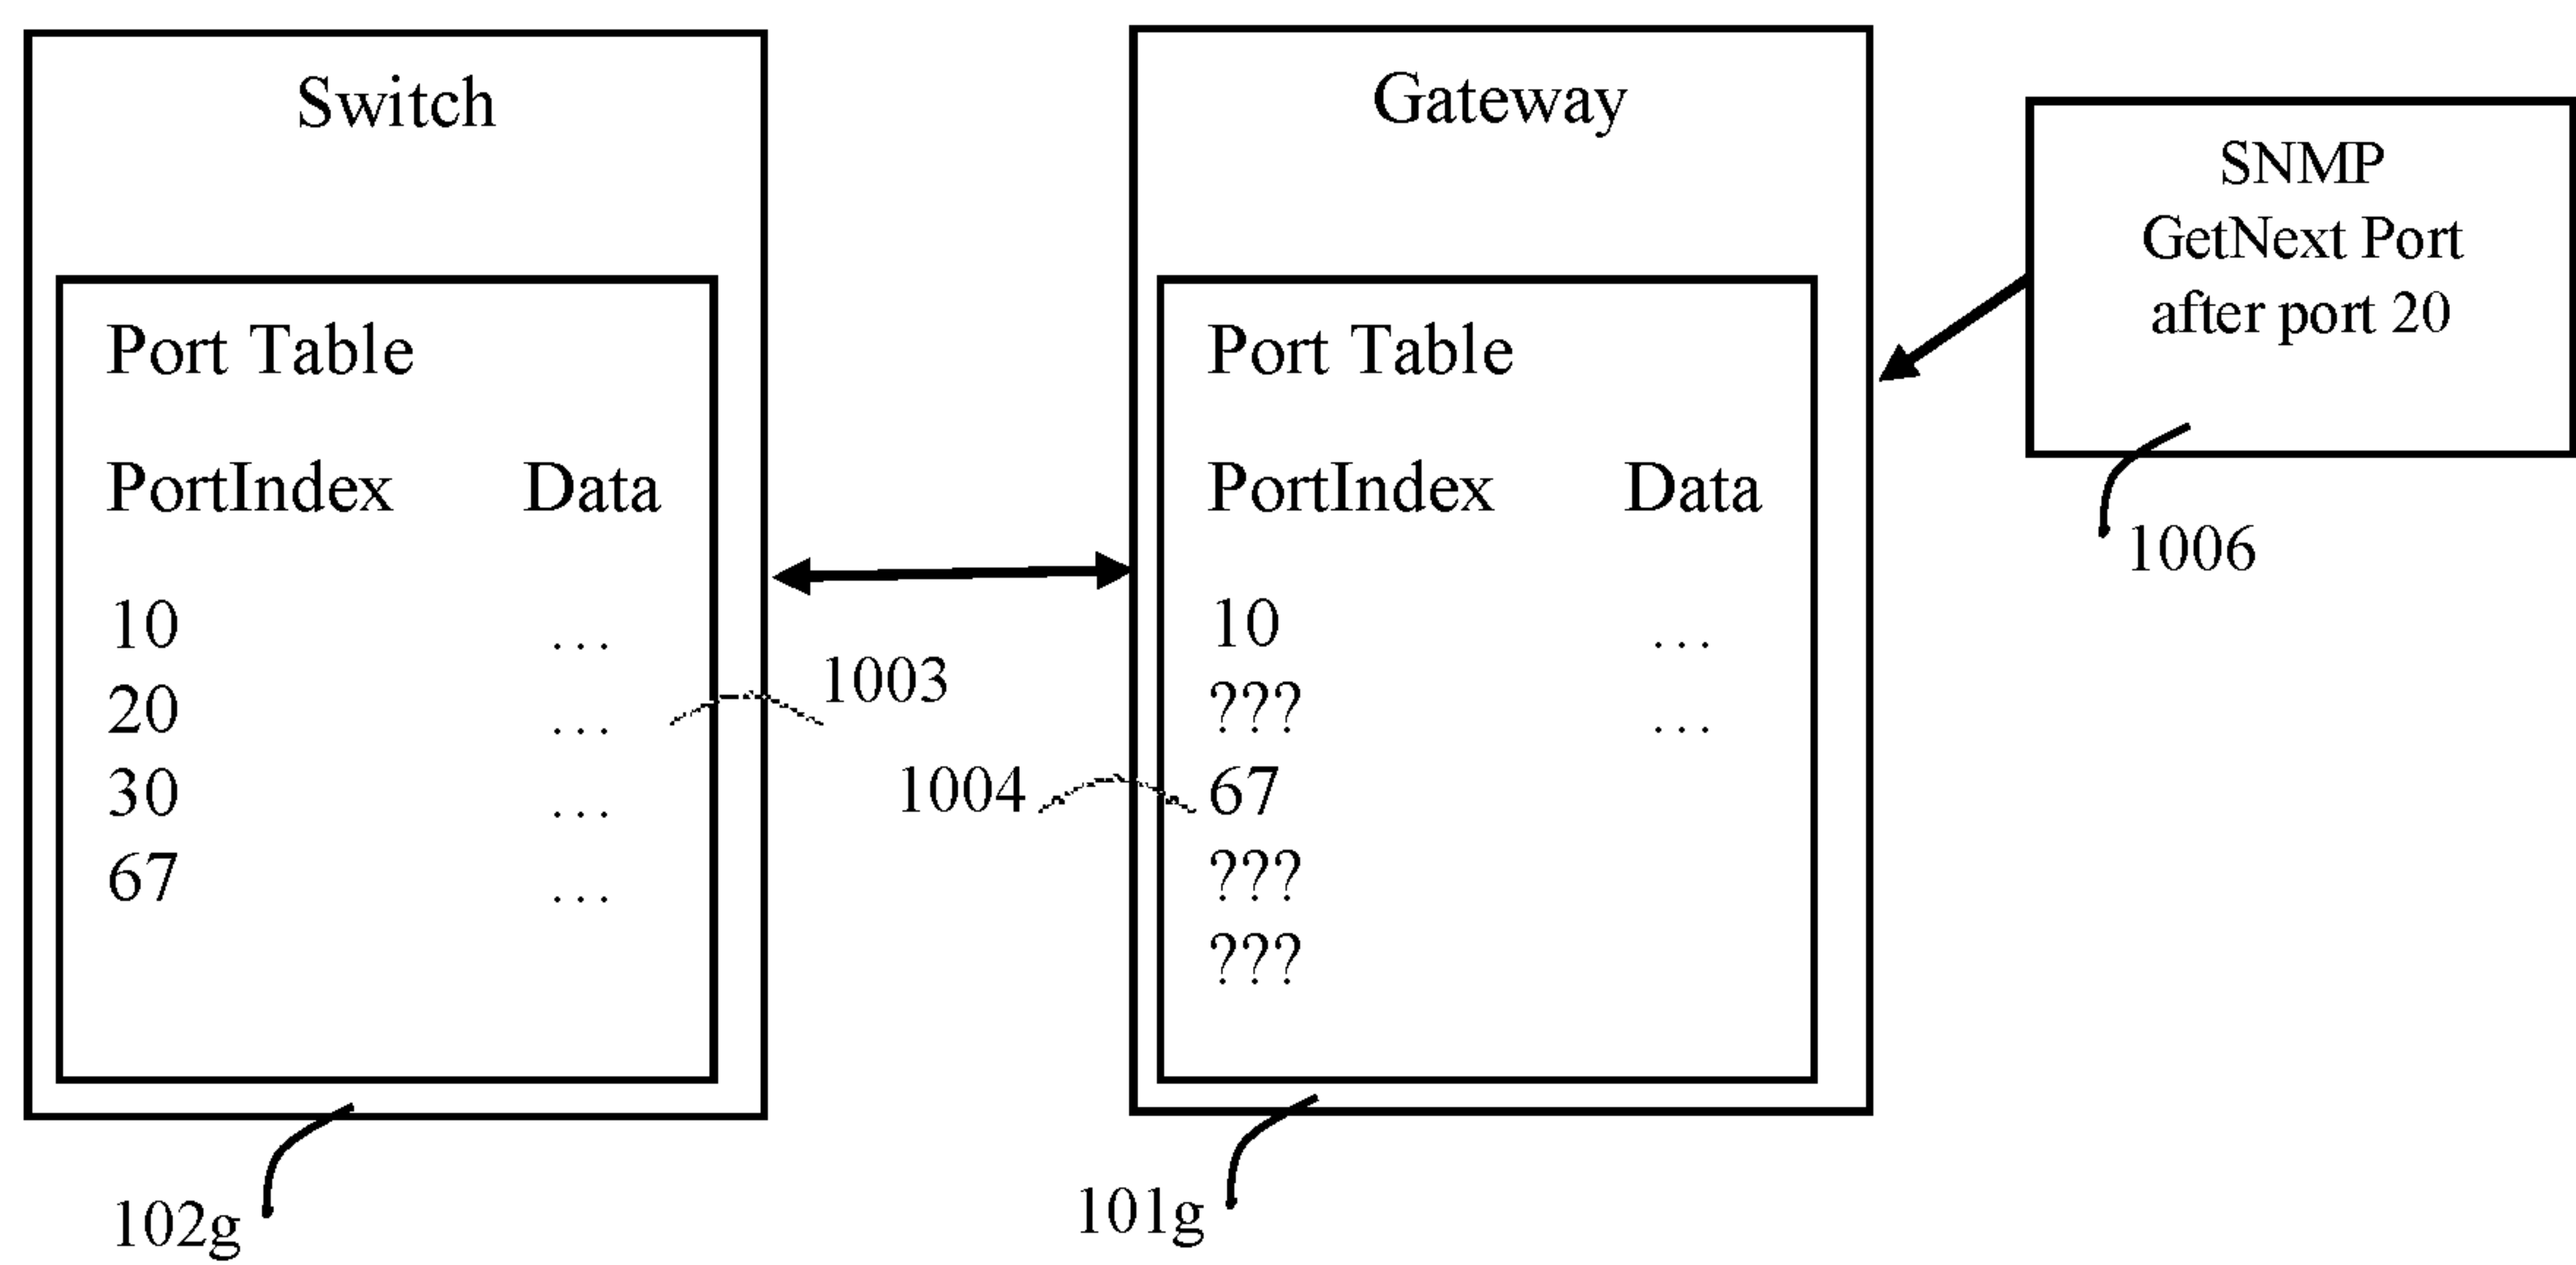 Switch
Port Table
PortIndex Data
10 ...
20 ...
30 ...
67 ...
102g
1003
1004
Gateway
Port Table
PortIndex Data
10 ...
??? ...
67
???
???
101g
SNMP
GetNext Port
after port 20
1006